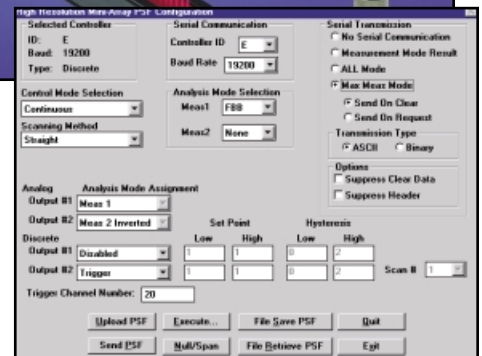 High Resolution Mini-Array PSF Configuration
Selected Controller
ID: E
Baud: 19200
Type: Discrete
Serial Communication
Controller ID E
Baud Rate 19200
Serial Transmission
No Serial Communication
Measurement Mode Result
ALL Mode
Max Meas Mode
Send On Clear
Send On Request
Transmission Type
ASCII Binary
Options
Suppress Clear Data
Suppress Header
Control Mode Selection
Continuous
Scanning Method
Straight
Analysis Mode Selection
Meas1 FBB
Meas2 None
Analog Analysis Mode Assignment
Output #1 Meas 1
Output #2 Meas 2 Inverted
Set Point Hysteresis
Discrete Low High Low High
Output #1 Disabled 1 1 0 2
Output #2 Trigger 1 1 0 2 Scan # 1
Trigger Channel Number: 20
Upload PSF Execute... File Save PSF Quit
Send PSF Null/Span File Retrieve PSF Exit